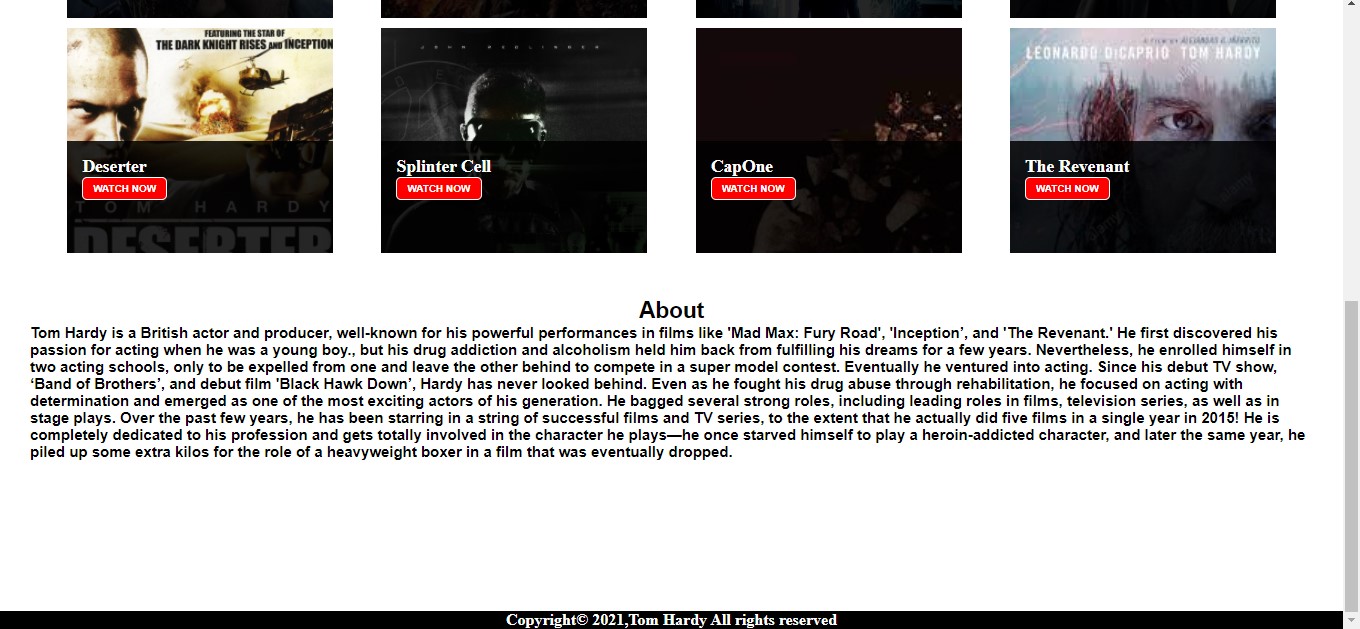 FEATURING THE STAR OF
THE DARK KNIGHT RISES AND INCEPTION
LEONARDO DiCAPRIO TOM HARDY
Deserter
WATCH NOW
TOM HARDY
DESERTER
Splinter Cell
WATCH NOW
CapOne
WATCH NOW
The Revenant
WATCH NOW
About
Tom Hardy is a British actor and producer, well-known for his powerful performances in films like 'Mad Max: Fury Road', 'Inception’, and 'The Revenant.' He first discovered his
passion for acting when he was a young boy., but his drug addiction and alcoholism held him back from fulfilling his dreams for a few years. Nevertheless, he enrolled himself in
two acting schools, only to be expelled from one and leave the other behind to compete in a super model contest. Eventually he ventured into acting. Since his debut TV show,
‘Band of Brothers’, and debut film 'Black Hawk Down’, Hardy has never looked behind. Even as he fought his drug abuse through rehabilitation, he focused on acting with
determination and emerged as one of the most exciting actors of his generation. He bagged several strong roles, including leading roles in films, television series, as well as in
stage plays. Over the past few years, he has been starring in a string of successful films and TV series, to the extent that he actually did five films in a single year in 2015! He is
completely dedicated to his profession and gets totally involved in the character he plays—he once starved himself to play a heroin-addicted character, and later the same year, he
piled up some extra kilos for the role of a heavyweight boxer in a film that was eventually dropped.
Copyright© 2021,Tom Hardy All rights reserved